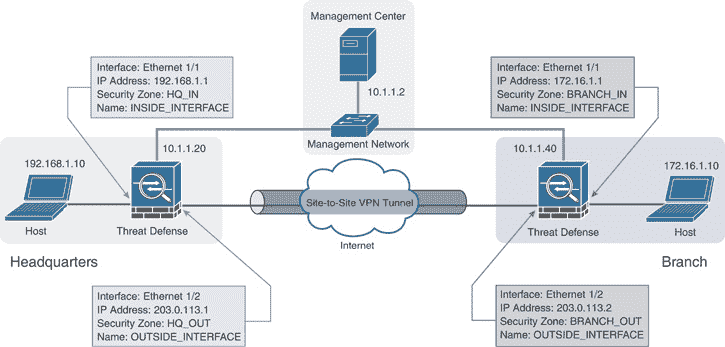 Management Center
10.1.1.2
Management Network
Interface: Ethernet 1/1
IP Address: 192.168.1.1
Security Zone: HQ_IN
Name: INSIDE_INTERFACE
Interface: Ethernet 1/1
IP Address: 172.16.1.1
Security Zone: BRANCH_IN
Name: INSIDE_INTERFACE
192.168.1.10
10.1.1.20
10.1.1.40
172.16.1.10
Site-to-Site VPN Tunnel
Host
Threat Defense
Internet
Threat Defense
Host
Headquarters
Branch
Interface: Ethernet 1/2
IP Address: 203.0.113.1
Security Zone: HQ_OUT
Name: OUTSIDE_INTERFACE
Interface: Ethernet 1/2
IP Address: 203.0.113.2
Security Zone: BRANCH_OUT
Name: OUTSIDE_INTERFACE